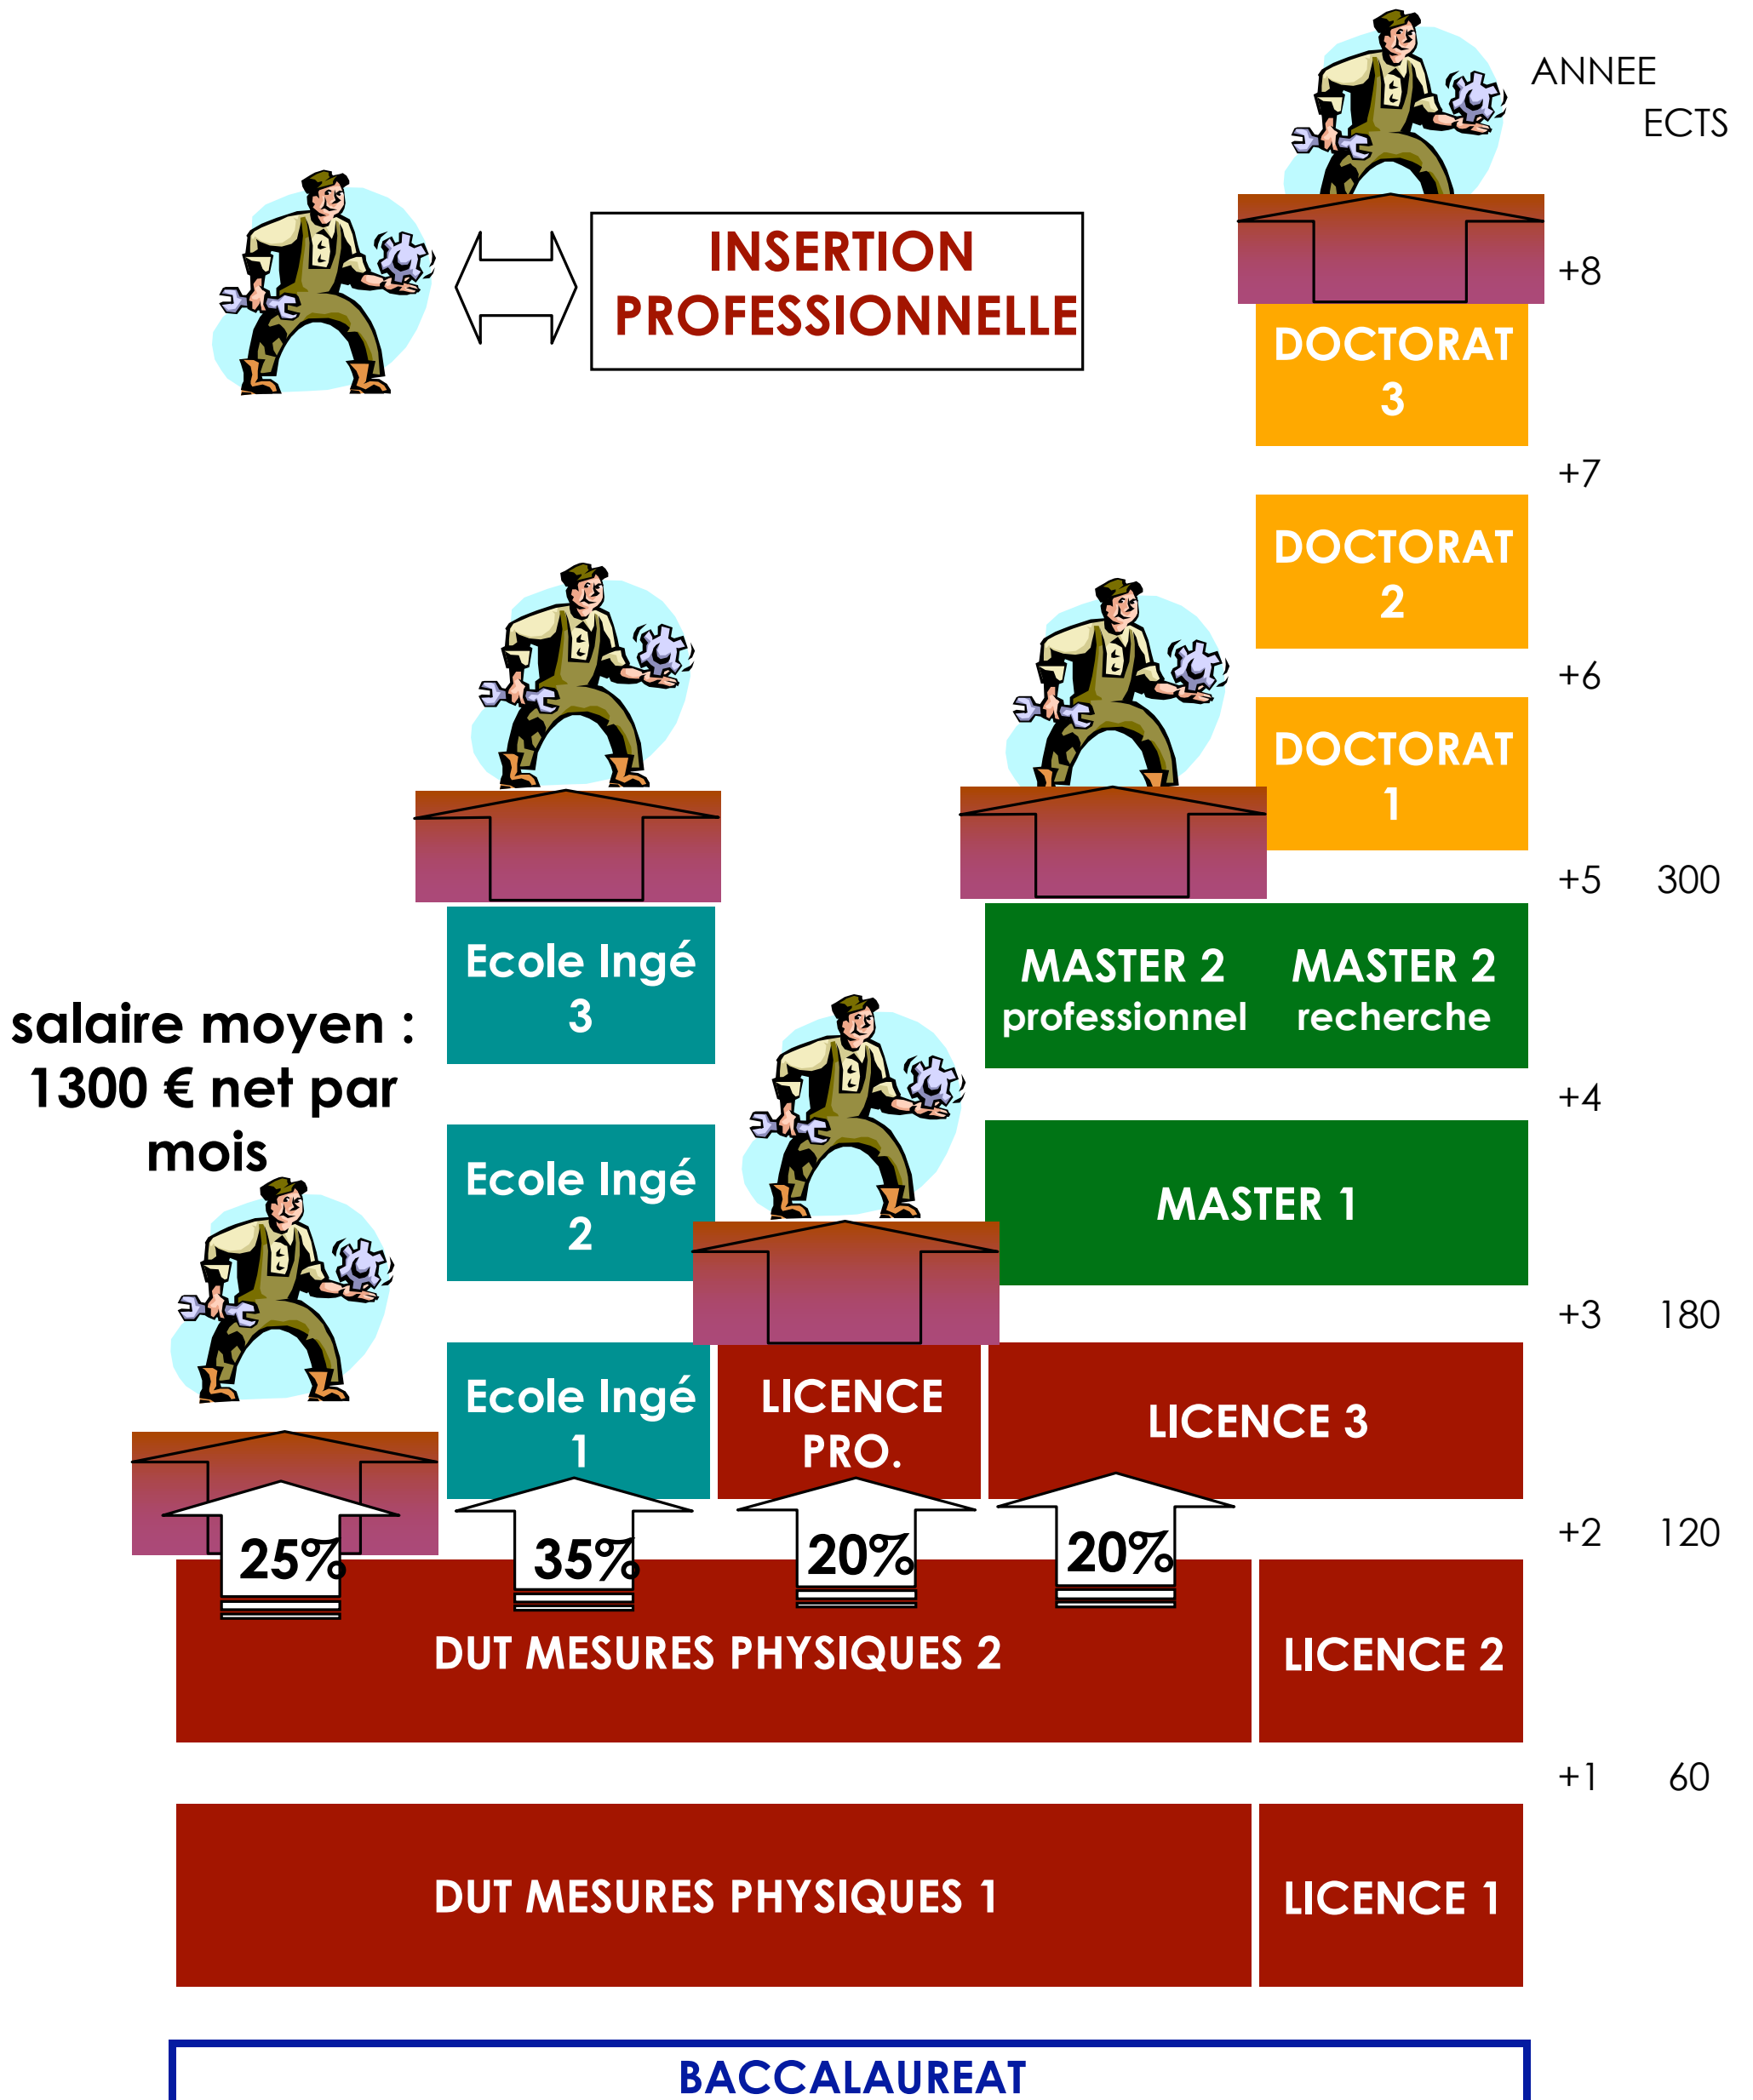 ANNEE
ECTS
INSERTION
PROFESSIONNELLE
+8
DOCTORAT
3
+7
DOCTORAT
2
+6
DOCTORAT
1
+5 300
Ecole Ingé
3
MASTER 2
professionnel
MASTER 2
recherche
salaire moyen :
1300 € net par
mois
+4
Ecole Ingé
2
MASTER 1
+3 180
Ecole Ingé
1
LICENCE
PRO.
LICENCE 3
25%
35%
20%
20%
+2 120
DUT MESURES PHYSIQUES 2
LICENCE 2
+1 60
DUT MESURES PHYSIQUES 1
LICENCE 1
BACCALAUREAT